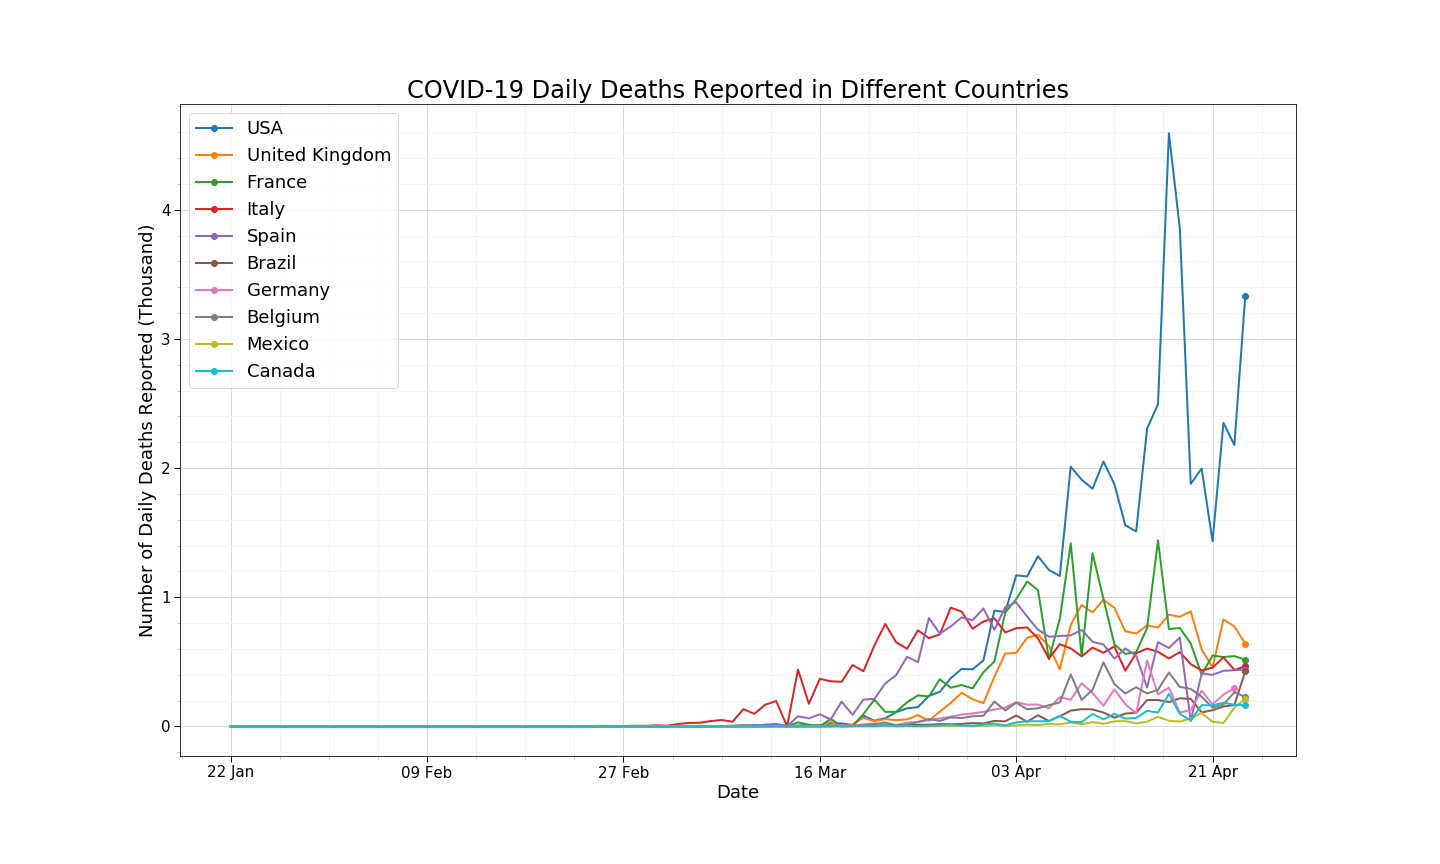 COVID-19 Daily Deaths Reported in Different Countries
USA
United Kingdom
France
Italy
Spain
Brazil
Germany
Belgium
Mexico
Canada
Number of Daily Deaths Reported (Thousand)
4
3
2
1
0
22 Jan 09 Feb 27 Feb 16 Mar 03 Apr 21 Apr
Date